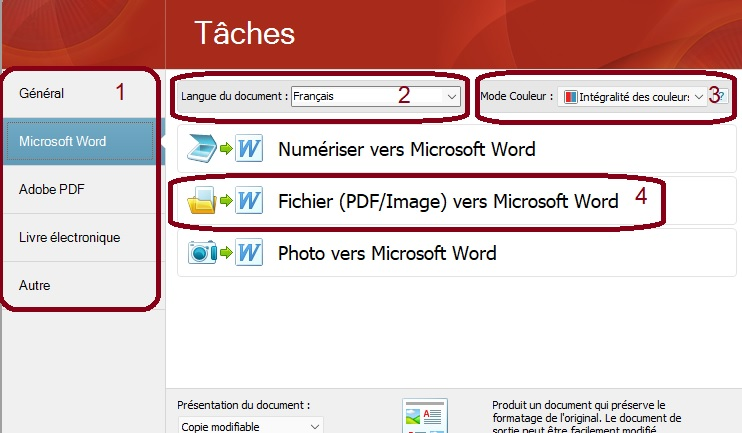 Tâches
Général
1
Microsoft Word
Adobe PDF
Livre électronique
Autre
Langue du document : Français
2
Mode Couleur : Intégralité des couleurs
3
?
W Numériser vers Microsoft Word
W Fichier (PDF/Image) vers Microsoft Word
4
W Photo vers Microsoft Word
Présentation du document :
Copie modifiable
A
Produit un document qui préserve le
formatage de l'original. Le document de
sortie peut être facilement modifié.